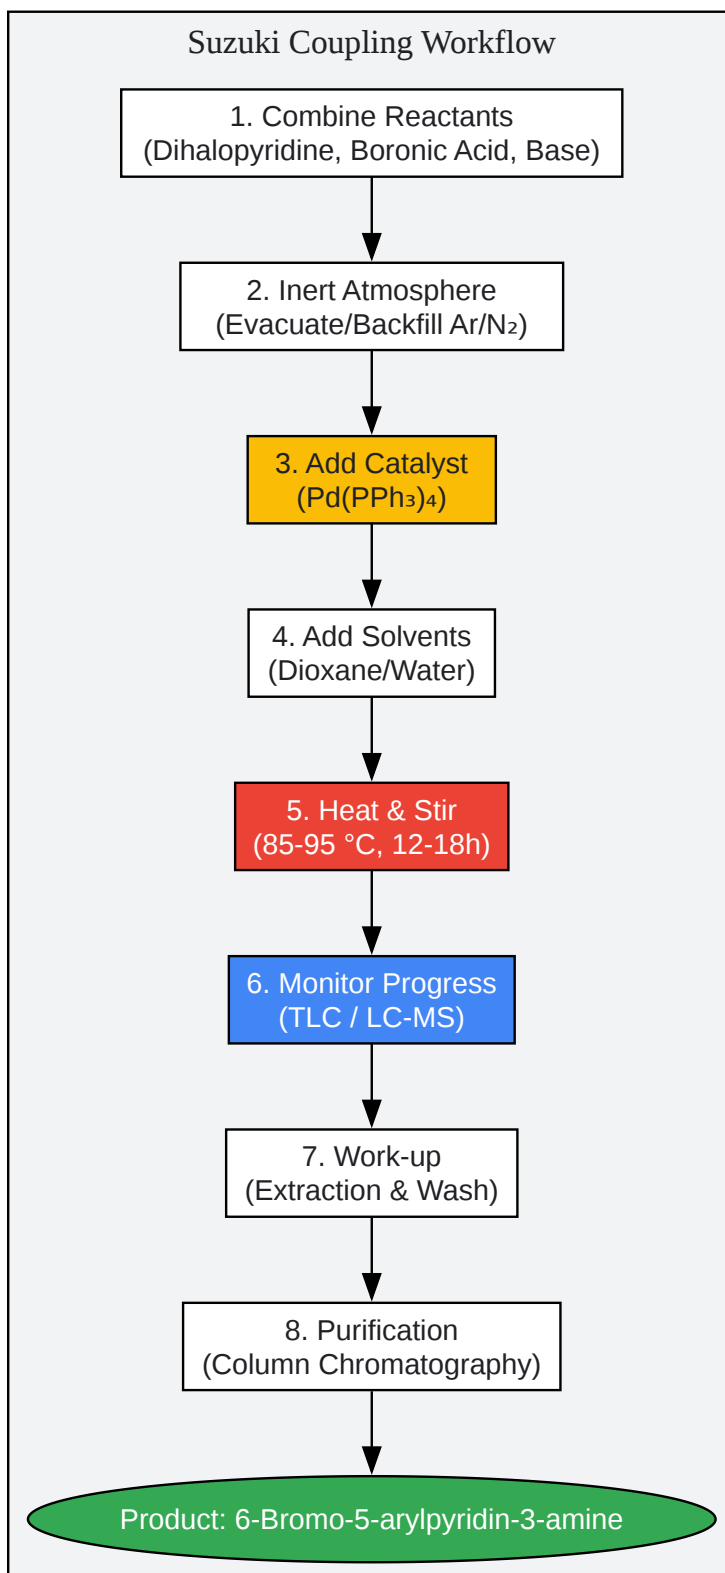 Suzuki Coupling Workflow
1. Combine Reactants
(Dihalopyridine, Boronic Acid, Base)
2. Inert Atmosphere
(Evacuate/Backfill Ar/N₂)
3. Add Catalyst
(Pd(PPh₃)₄)
4. Add Solvents
(Dioxane/Water)
5. Heat & Stir
(85-95 °C, 12-18h)
6. Monitor Progress
(TLC / LC-MS)
7. Work-up
(Extraction & Wash)
8. Purification
(Column Chromatography)
Product: 6-Bromo-5-arylpyridin-3-amine